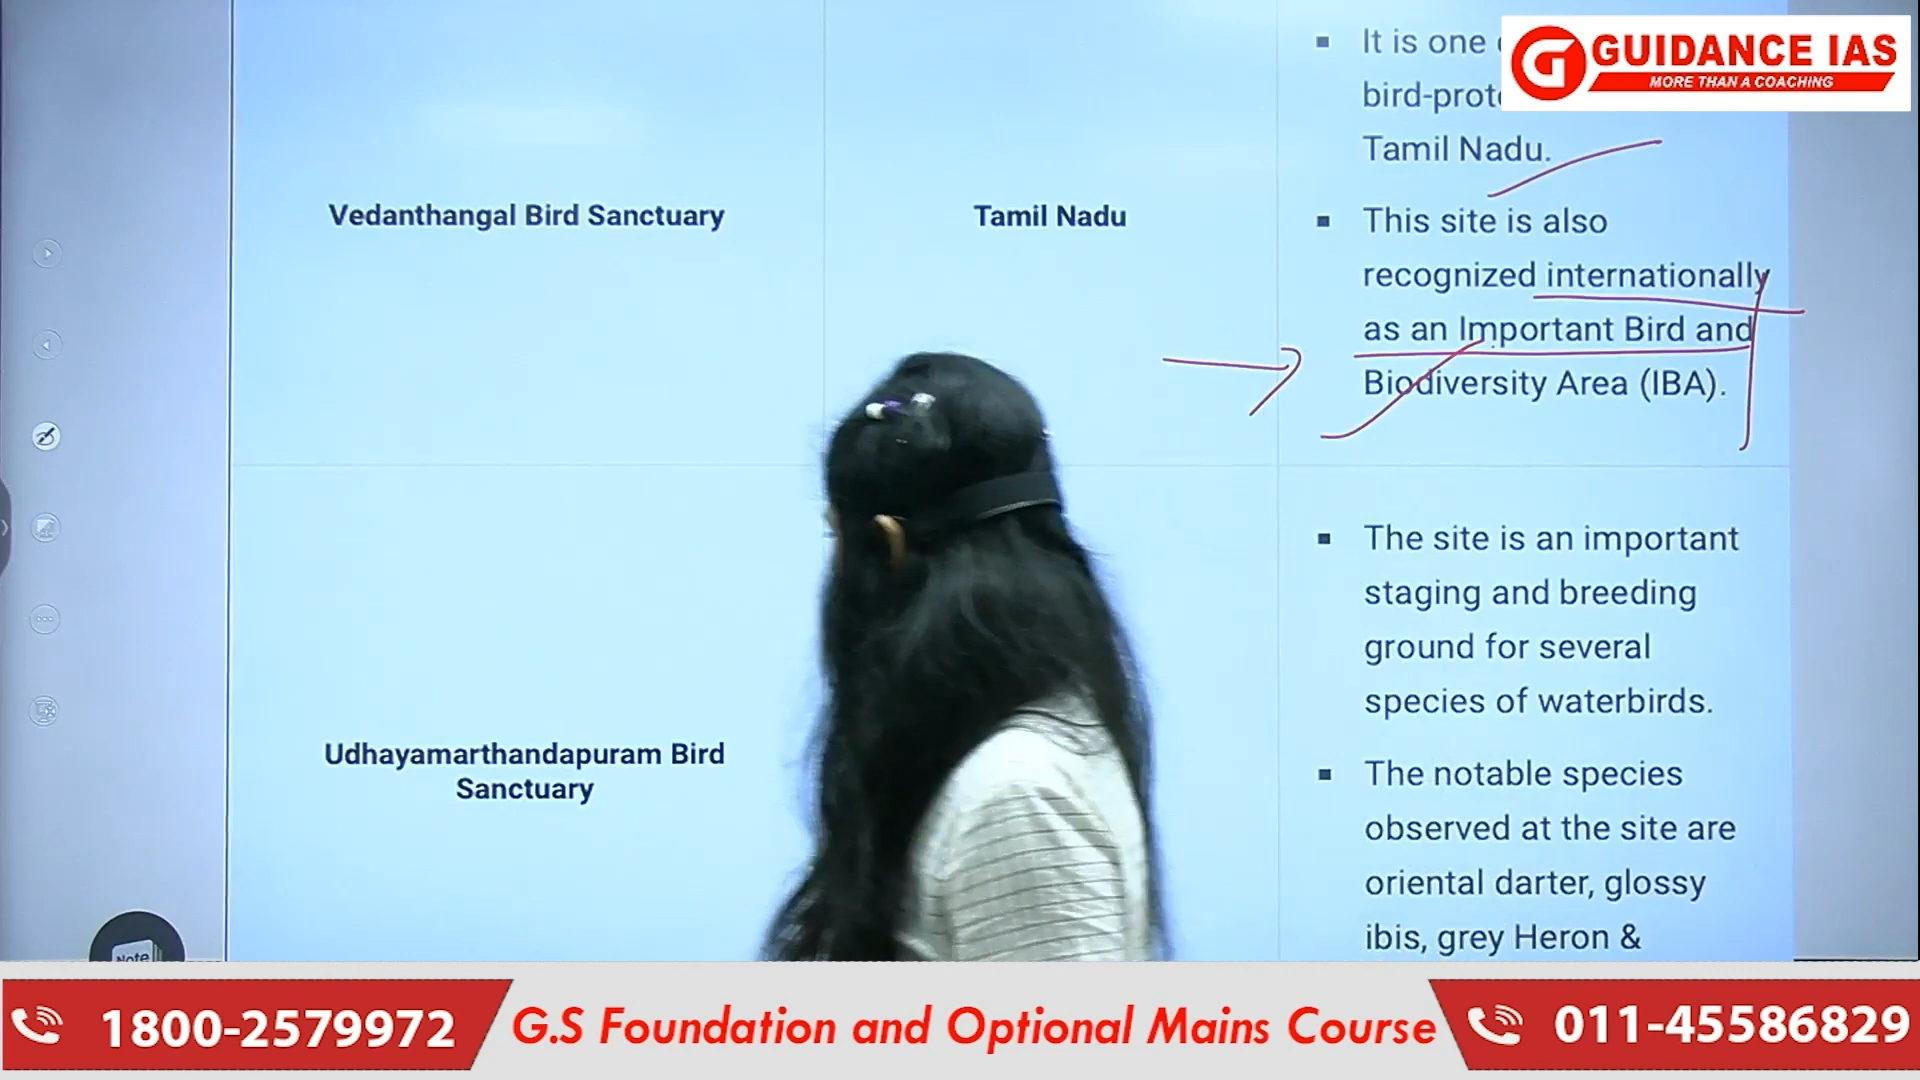 GUIDANCE IAS
MORE THAN A COACHING
It is one
bird-prot
Tamil Nadu.
Vedanthangal Bird Sanctuary
Tamil Nadu
This site is also
recognized internationally
as an Important Bird and
Biodiversity Area (IBA).
Udhayamarthandapuram Bird
Sanctuary
The site is an important
staging and breeding
ground for several
species of waterbirds.
The notable species
observed at the site are
oriental darter, glossy
ibis, grey Heron &
Note
1800-2579972
G.S Foundation and Optional Mains Course
011-45586829